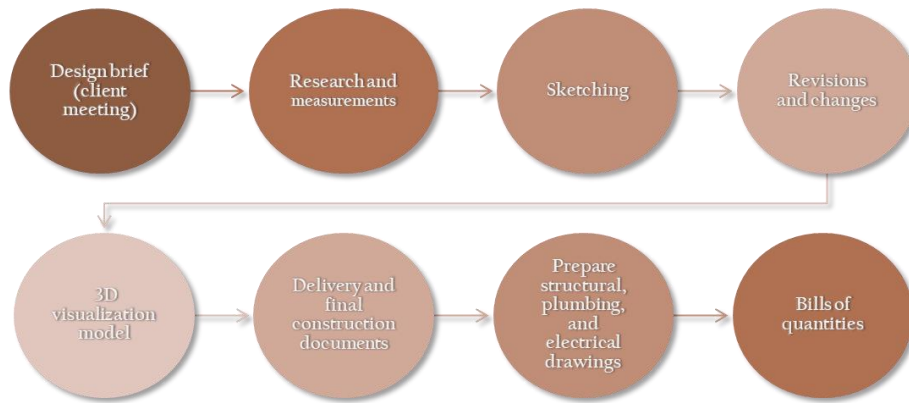 Design brief
(client
meeting)
Research and
measurements
Sketching
Revisions
and changes
3D
visualization
model
Delivery and
final
construction
documents
Prepare
structural,
plumbing,
and
electrical
drawings
Bills of
quantities